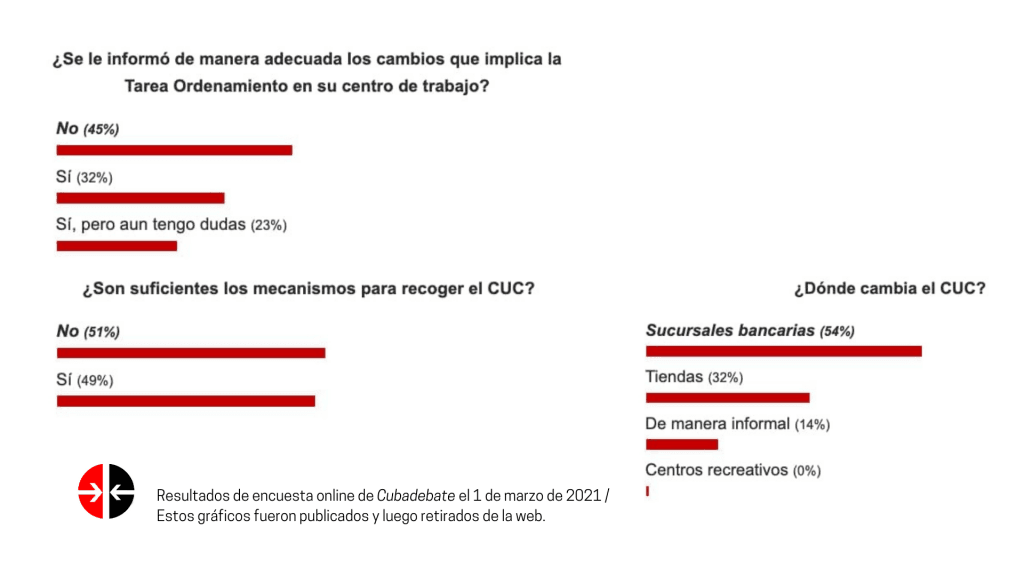 ¿Se le informó de manera adecuada los cambios que implica la
Tarea Ordenamiento en su centro de trabajo?
No (45%)
Sí (32%)
Sí, pero aun tengo dudas (23%)
¿Son suficientes los mecanismos para recoger el CUC?
No (51%)
Sí (49%)
¿Dónde cambia el CUC?
Sucursales bancarias (54%)
Tiendas (32%)
De manera informal (14%)
Centros recreativos (0%)
Resultados de encuesta online de Cubadebate el 1 de marzo de 2021 /
Estos gráficos fueron publicados y luego retirados de la web.